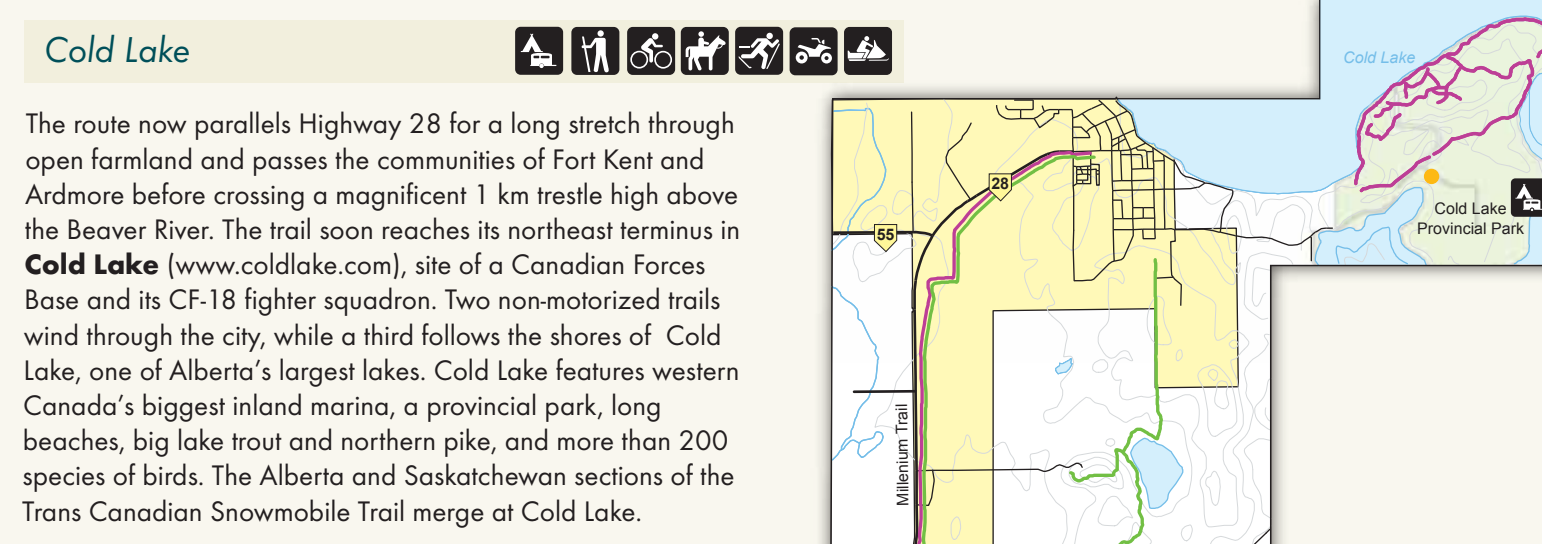 Cold Lake
The route now parallels Highway 28 for a long stretch through
open farmland and passes the communities of Fort Kent and
Ardmore before crossing a magnificent 1 km trestle high above
the Beaver River. The trail soon reaches its northeast terminus in
Cold Lake (www.coldlake.com), site of a Canadian Forces
Base and its CF-18 fighter squadron. Two non-motorized trails
wind through the city, while a third follows the shores of  Cold
Lake, one of Alberta’s largest lakes. Cold Lake features western
Canada’s biggest inland marina, a provincial park, long
beaches, big lake trout and northern pike, and more than 200
species of birds. The Alberta and Saskatchewan sections of the
Trans Canadian Snowmobile Trail merge at Cold Lake.
Cold Lake
28
55
Cold Lake
Provincial Park
Millenium Trail